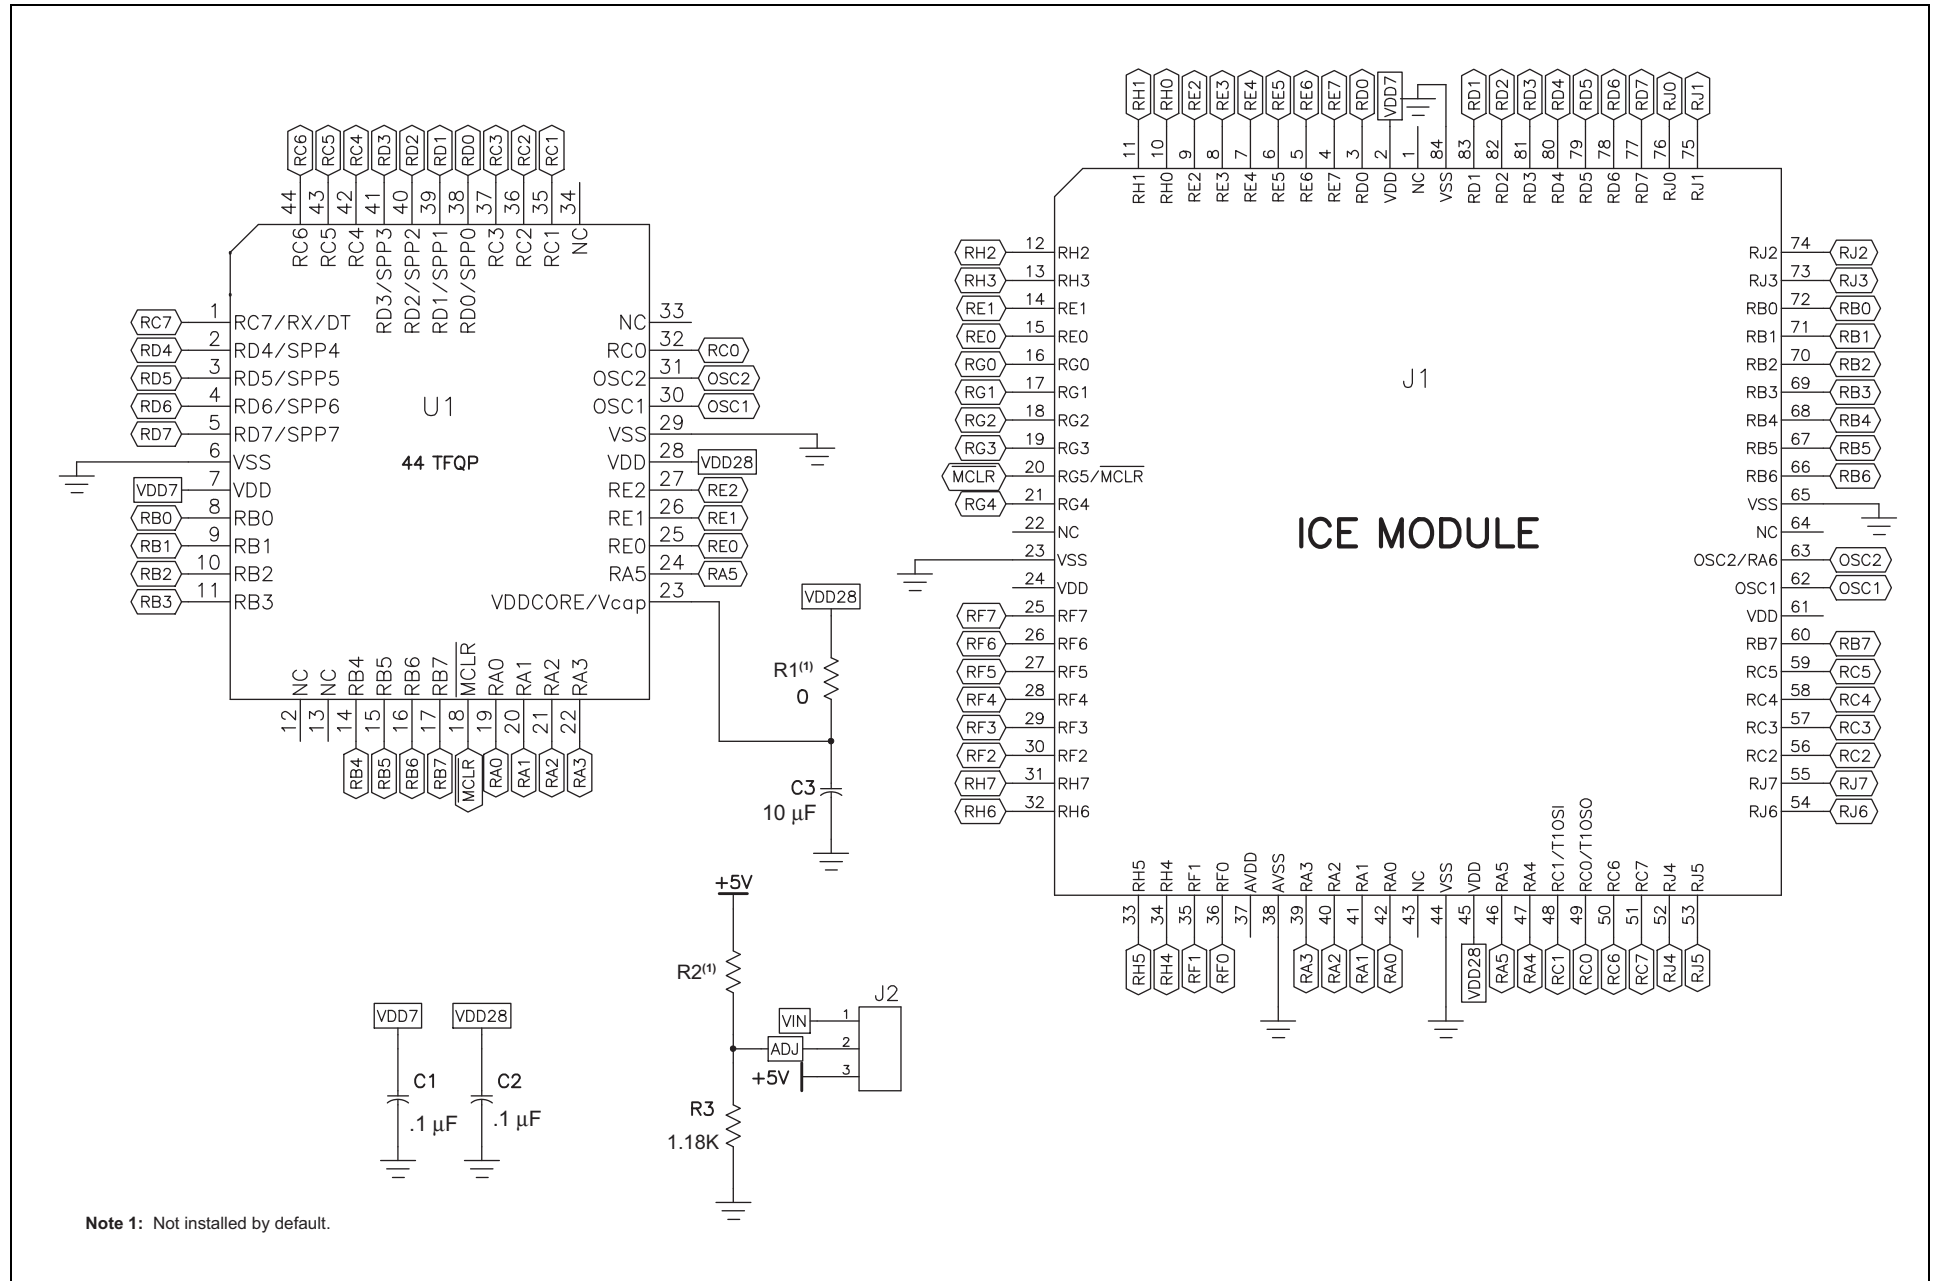 RC6 RC5 RC4 RD3 RD2 RD1 RD0 RC3 RC2 RC1
44 43 42 41 40 39 38 37 36 35 34
RC6 RC5 RC4 RD3/SPP3 RD2/SPP2 RD1/SPP1 RD0/SPP0 RC3 RC2 RC1 NC
RC7 1 RC7/RX/DT
RD4 2 RD4/SPP4
RD5 3 RD5/SPP5
RD6 4 RD6/SPP6
RD7 5 RD7/SPP7
6 VSS
VDD7 7 VDD
RB0 8 RB0
RB1 9 RB1
RB2 10 RB2
RB3 11 RB3
U1
44 TFQP
NC 33
RC0 32 RC0
OSC2 31 OSC2
OSC1 30 OSC1
VSS 29
VDD 28 VDD28
RE2 27 RE2
RE1 26 RE1
RE0 25 RE0
RA5 24 RA5
VDDCORE/Vcap 23
NC NC RB4 RB5 RB6 RB7 MCLR RA0 RA1 RA2 RA3
12 13 14 15 16 17 18 19 20 21 22
RB4 RB5 RB6 RB7 MCLR RA0 RA1 RA2 RA3
VDD28
R1(1)
0
C3
10 µF
+5V
R2(1)
J2
VIN 1
ADJ 2
+5V 3
R3
1.18K
VDD7 VDD28
C1 C2
.1 µF .1 µF
Note 1: Not installed by default.
RH1 RH0 RE2 RE3 RE4 RE5 RE6 RE7 RD0 VDD7 RD1 RD2 RD3 RD4 RD5 RD6 RD7 RJ0 RJ1
11 10 9 8 7 6 5 4 3 2 1 84 83 82 81 80 79 78 77 76 75
RH1 RH0 RE2 RE3 RE4 RE5 RE6 RE7 RD0 VDD NC VSS RD1 RD2 RD3 RD4 RD5 RD6 RD7 RJ0 RJ1
RH2 12 RH2
RH3 13 RH3
RE1 14 RE1
RE0 15 RE0
RG0 16 RG0
RG1 17 RG1
RG2 18 RG2
RG3 19 RG3
MCLR 20 RG5/MCLR
RG4 21 RG4
22 NC
23 VSS
24 VDD
RF7 25 RF7
RF6 26 RF6
RF5 27 RF5
RF4 28 RF4
RF3 29 RF3
RF2 30 RF2
RH7 31 RH7
RH6 32 RH6
J1
ICE MODULE
RJ2 74 RJ2
RJ3 73 RJ3
RB0 72 RB0
RB1 71 RB1
RB2 70 RB2
RB3 69 RB3
RB4 68 RB4
RB5 67 RB5
RB6 66 RB6
VSS 65
NC 64
OSC2/RA6 63 OSC2
OSC1 62 OSC1
VDD 61
RB7 60 RB7
RC5 59 RC5
RC4 58 RC4
RC3 57 RC3
RC2 56 RC2
RJ7 55 RJ7
RJ6 54 RJ6
RH5 RH4 RF1 RF0 AVDD AVSS RA3 RA2 RA1 RA0 NC VSS VDD RA5 RA4 RC1/T1OSI RC0/T1OSO RC6 RC7 RJ4 RJ5
33 34 35 36 37 38 39 40 41 42 43 44 45 46 47 48 49 50 51 52 53
RH5 RH4 RF1 RF0 RA3 RA2 RA1 RA0 VDD28 RA5 RA4 RC1 RC0 RC6 RC7 RJ4 RJ5